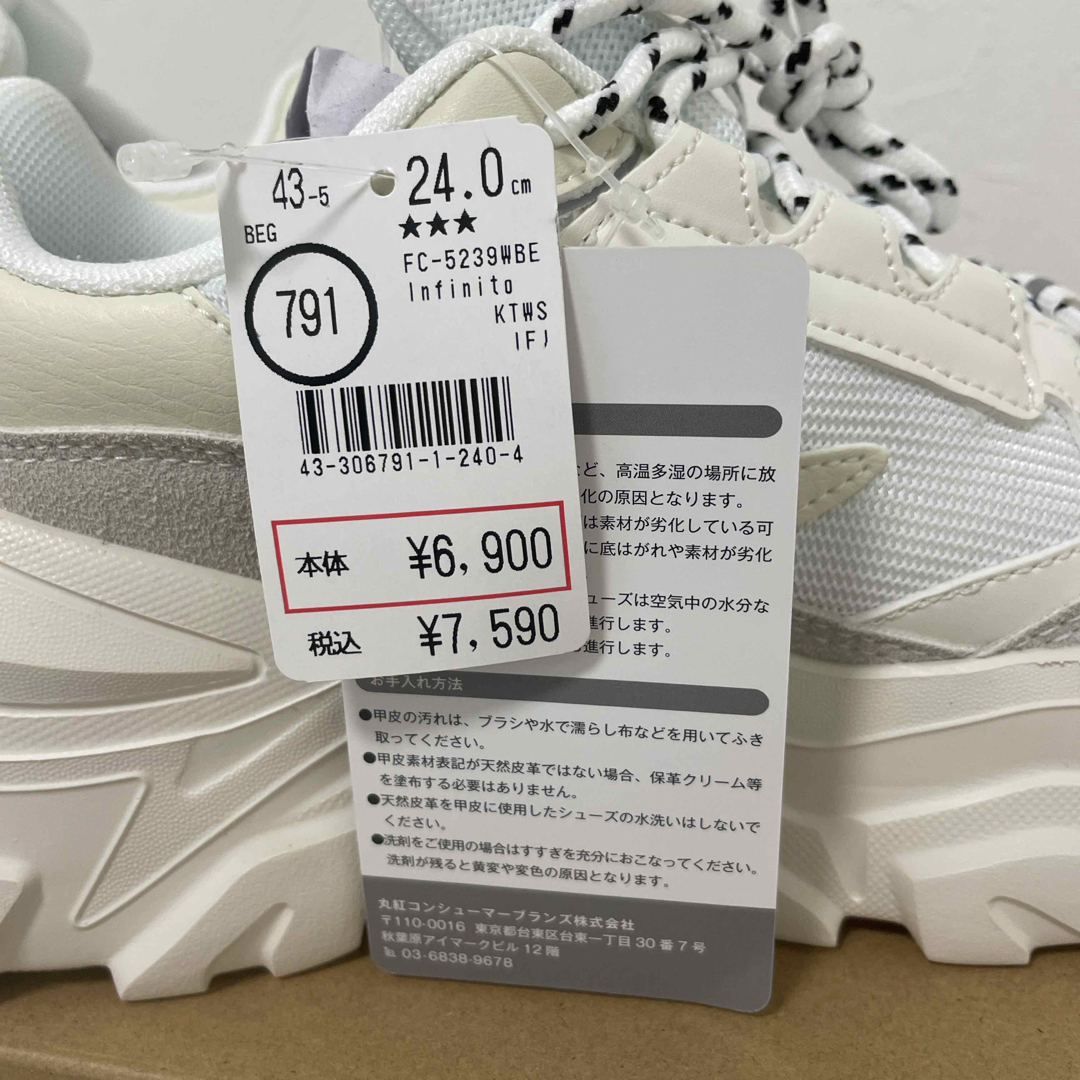 43-5
24.0cm
BEG
★★★
791
FC-5239WBE
Infinito
KTWS
(F)
43-306791-1-240-4
本体 ¥6,900
税込 ¥7,590
ど、高温多湿の場所に放
化の原因となります。
は素材が劣化している可
に底はがれや素材が劣化
ューズは空気中の水分な
進行します。
進行します。
お手入れ方法
●甲皮の汚れは、ブラシや水で濡らし布などを用いてふき
取ってください。
●甲皮素材表記が天然皮革ではない場合、保革クリーム等
を塗布する必要はありません。
●天然皮革を甲皮に使用したシューズの水洗いはしないで
ください。
●洗剤をご使用の場合はすすぎを充分におこなってください。
洗剤が残ると黄変や変色の原因となります。
丸紅コンシューマーブランズ株式会社
〒110-0016 東京都台東区台東一丁目30番7号
秋葉原アイマークビル12階
℡ 03-6838-9678